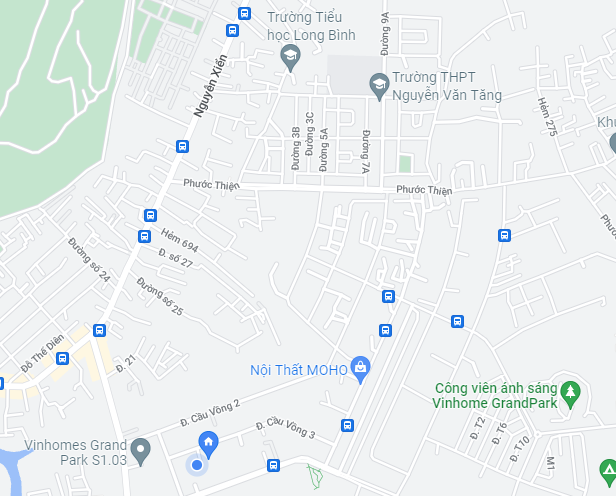 Trường Tiểu
học Long Bình
Đường 9A
Nguyễn Xiển
Trường THPT
Nguyễn Văn Tăng
Hẻm 275
Đường 3B
Đường 3C
Đường 5A
Đường 7A
Khu
Phước Thiện
Phước Thiện
Phước
Hẻm 694
Đ. số 27
Đường số 24
Đường số 25
Đỗ Thế Diên
Đ. 21
Nội Thất MOHO
Công viên ánh sáng
Vinhome GrandPark
Đ. Cầu Vồng 2
Đ. Cầu Vồng 3
Đ. T2
Đ. T6
Đ. T10
M1
Vinhomes Grand
Park S1.03